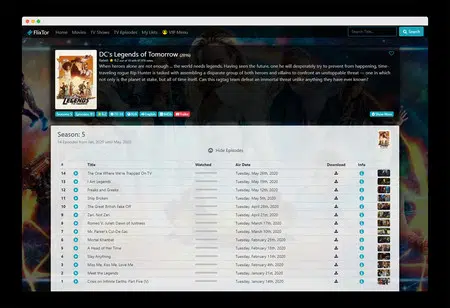 FlixTor Home Movies TV Shows TV Episodes My Lists VIP Menu Search
DC's Legends of Tomorrow (2016)
When heroes alone are not enough... the world needs legends. Having seen the future, one he will desperately try to prevent from happening, time-
traveling rogue Rip Hunter is tasked with assembling a disparate group of both heroes and villains to confront an unstoppable threat — one in which
not only is the planet at stake, but all of time itself. Can this ragtag team defeat an immortal threat unlike anything they have ever known?
Season: 5
Hide Episodes
# Title Watched Air Date Download Info
14 The One Where We're Trapped On TV Tuesday, May 26th, 2020
13 I Am Legends Tuesday, May 19th, 2020
12 Freaks and Greeks Tuesday, May 12th, 2020
11 Ship Broken Tuesday, May 5th, 2020
10 The Great British Fake Off Tuesday, April 28th, 2020
9 Zari, Not Zari Tuesday, April 21st, 2020
8 Romeo V. Juliet: Dawn of Justness Tuesday, March 17th, 2020
7 Mr. Parker's Cul-De-Sac Tuesday, March 10th, 2020
6 Mortal Khanbat Tuesday, February 25th, 2020
5 A Head of Her Time Tuesday, February
4 Slay Anything Tuesday, February 11th, 2020
3 Miss Me, Kiss Me, Love Me Tuesday, February 4th, 2020
2 Meet the Legends Tuesday, January 21st, 2020
1 Crisis on Infinite Earths: Part Five (V) Tuesday, January 14th, 2020